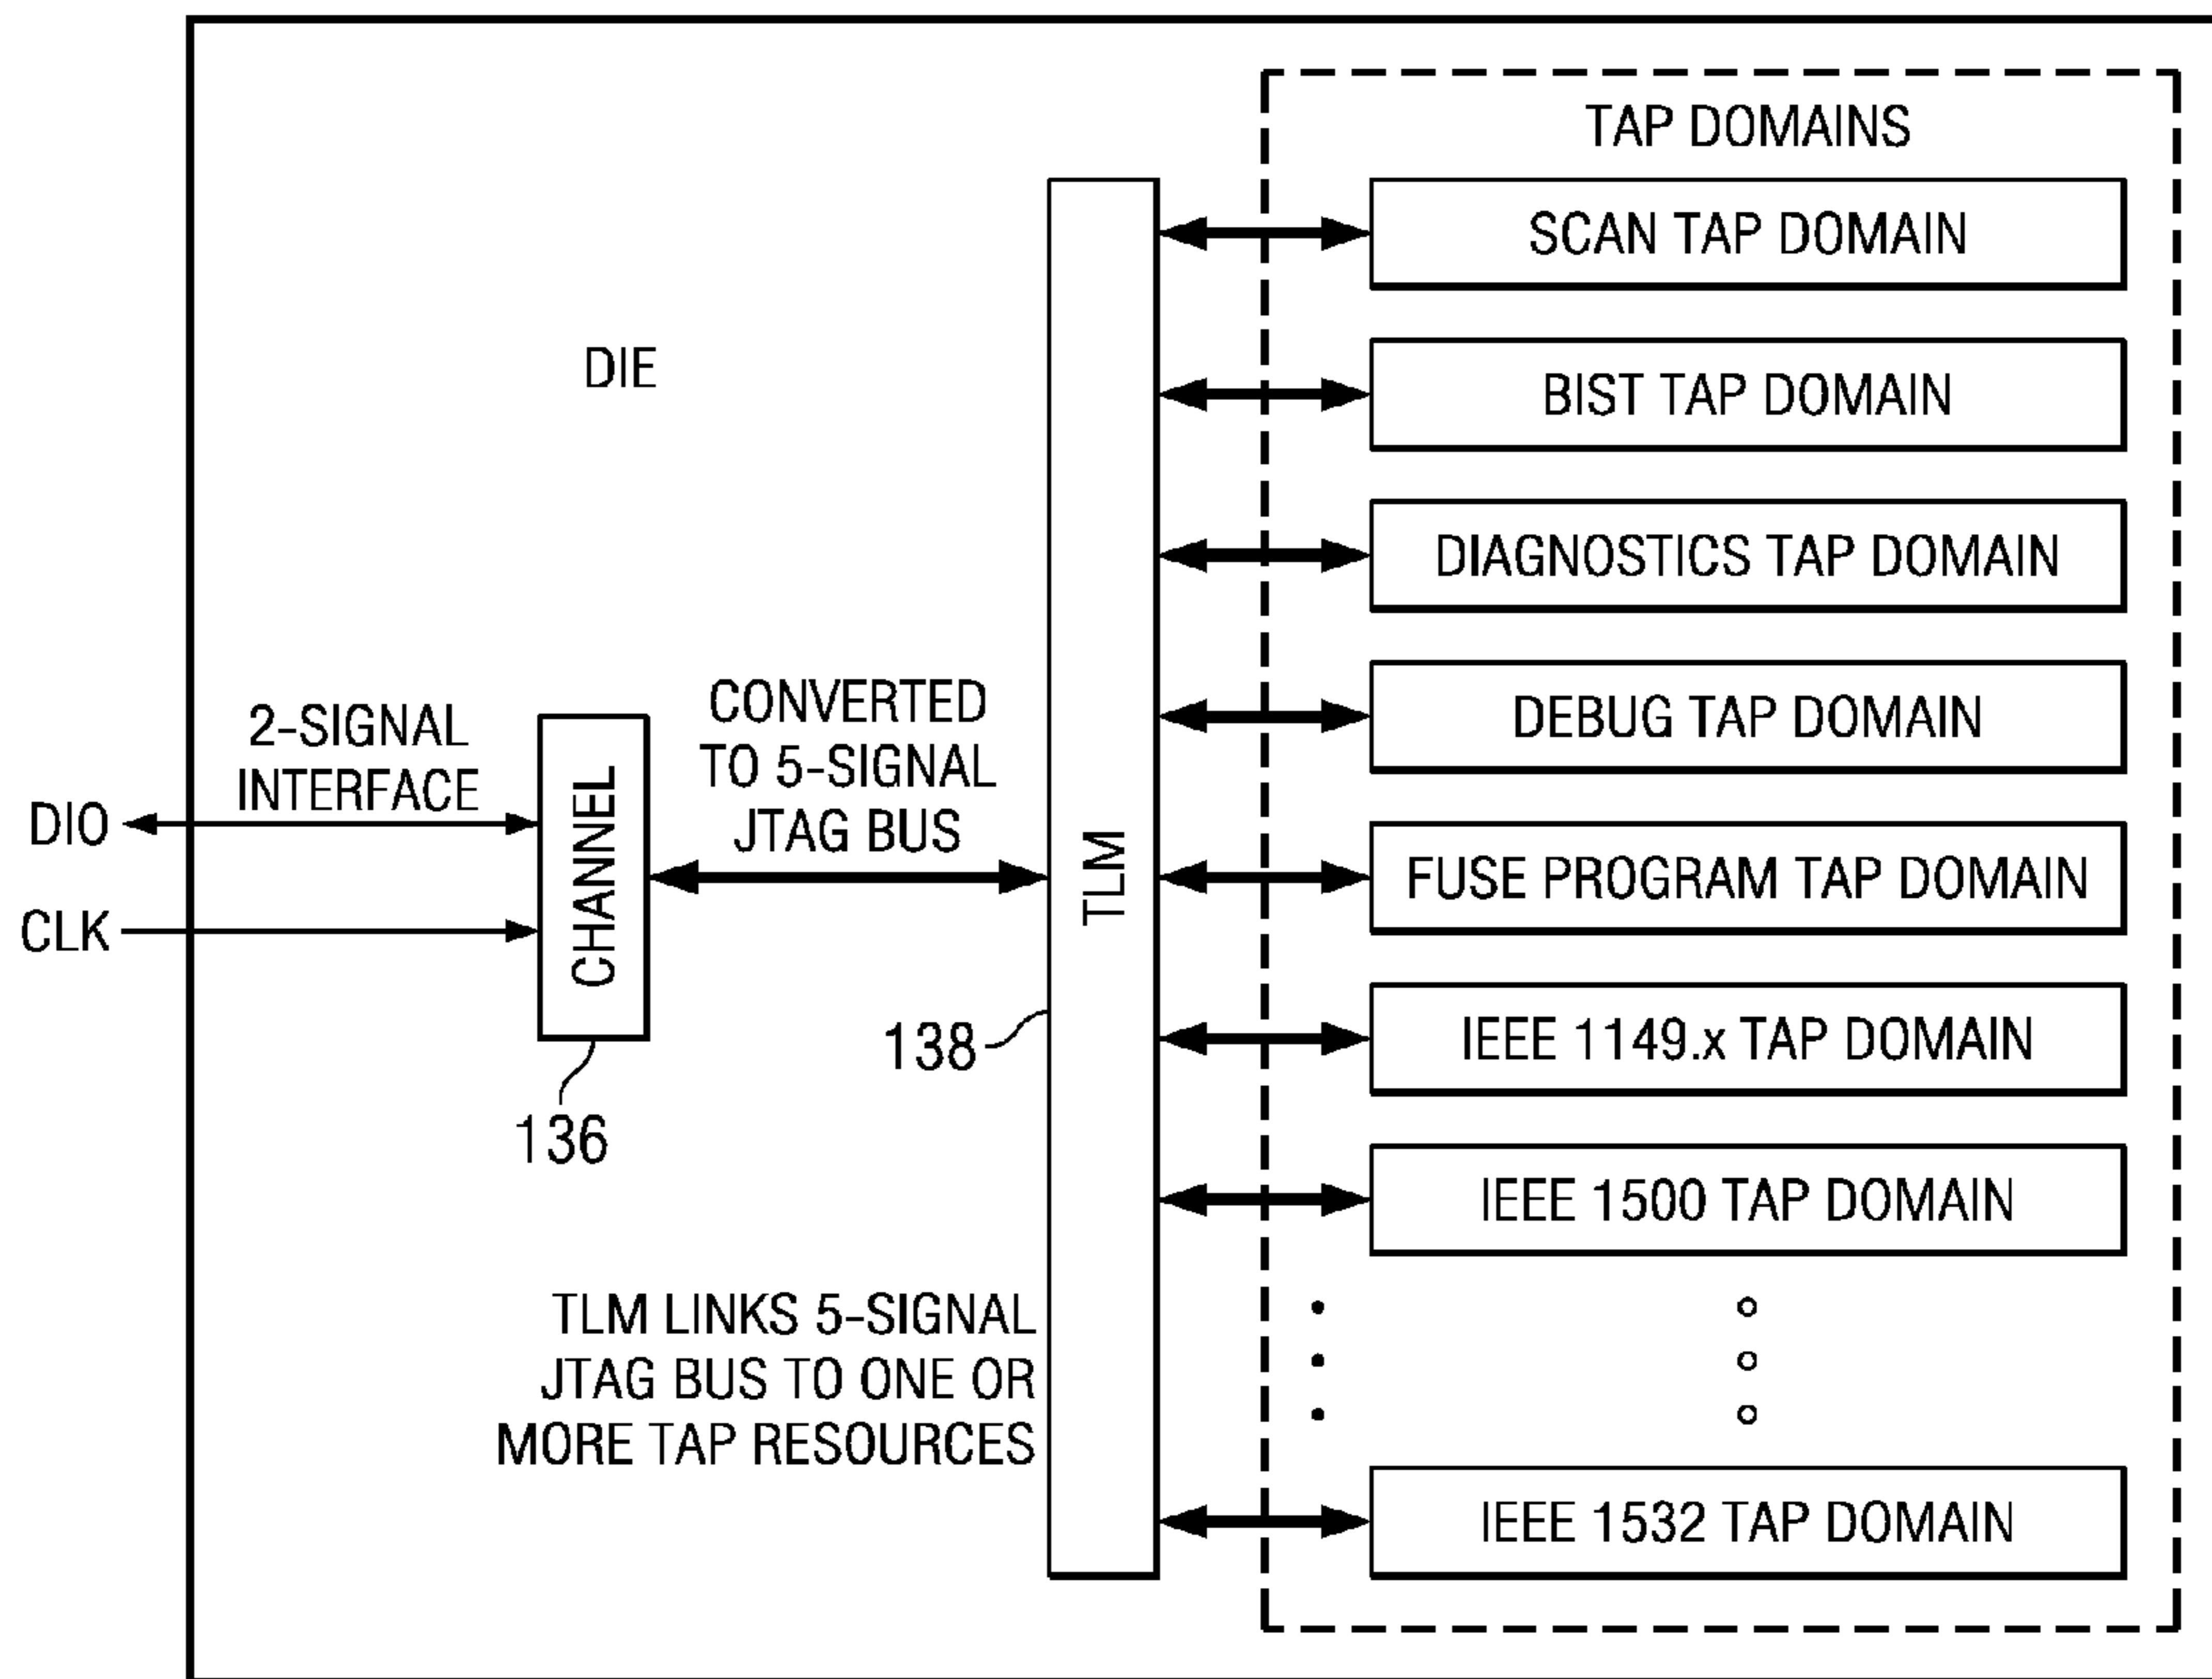 TAP DOMAINS
SCAN TAP DOMAIN
BIST TAP DOMAIN
DIAGNOSTICS TAP DOMAIN
DEBUG TAP DOMAIN
FUSE PROGRAM TAP DOMAIN
IEEE 1149.x TAP DOMAIN
IEEE 1500 TAP DOMAIN
IEEE 1532 TAP DOMAIN
DIE
2-SIGNAL
INTERFACE
DIO
CLK
CHANNEL
136
CONVERTED
TO 5-SIGNAL
JTAG BUS
TLM
138
TLM LINKS 5-SIGNAL
JTAG BUS TO ONE OR
MORE TAP RESOURCES